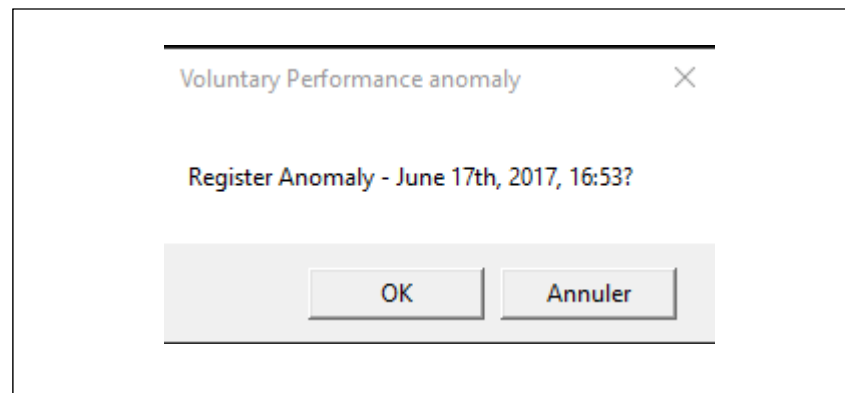 Voluntary Performance anomaly
Register Anomaly - June 17th, 2017, 16:53?
OK Annuler